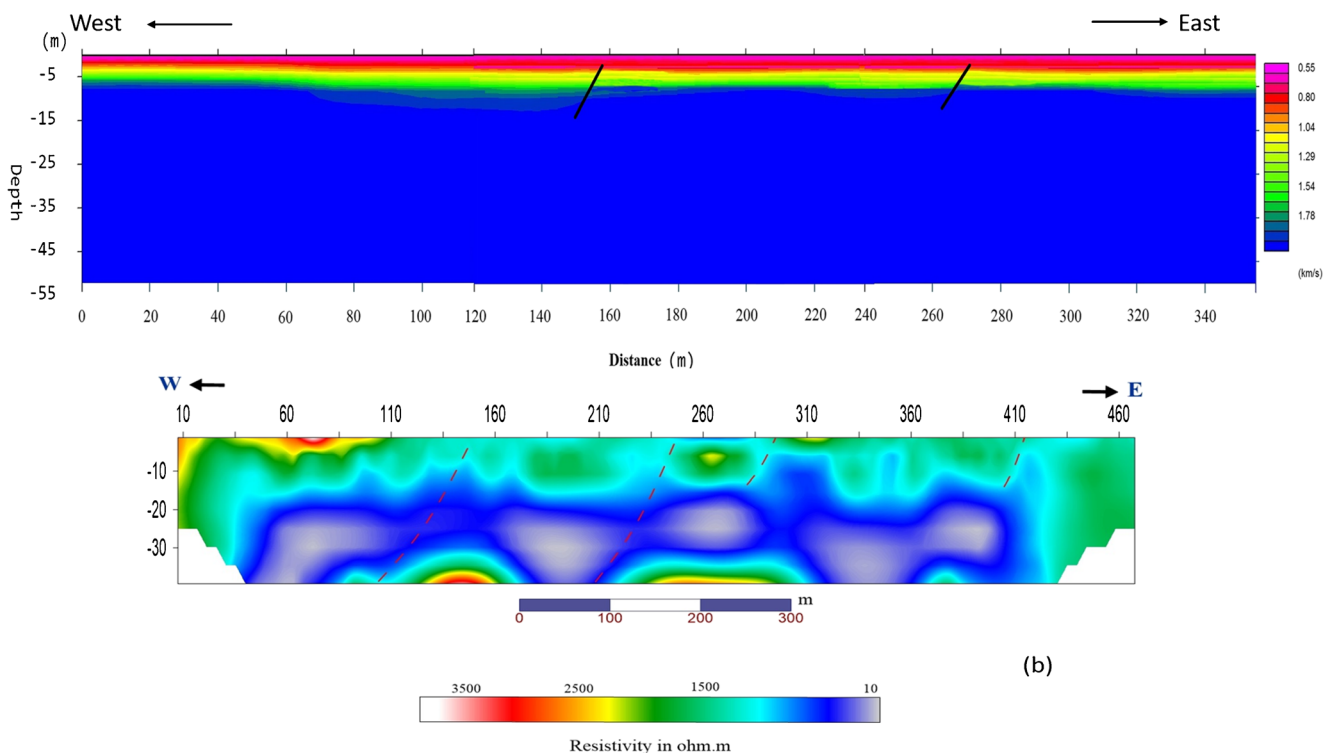 West East
(m)
-5
-15
-25
-35
-45
-55
Depth
0.55
0.80
1.04
1.29
1.54
1.78
(km/s)
0 20 40 60 80 100 120 140 160 180 200 220 240 260 280 300 320 340
Distance (m)
W E
10 60 110 160 210 260 310 360 410 460
-10
-20
-30
m
0 100 200 300
(b)
3500 2500 1500 10
Resistivity in ohm.m